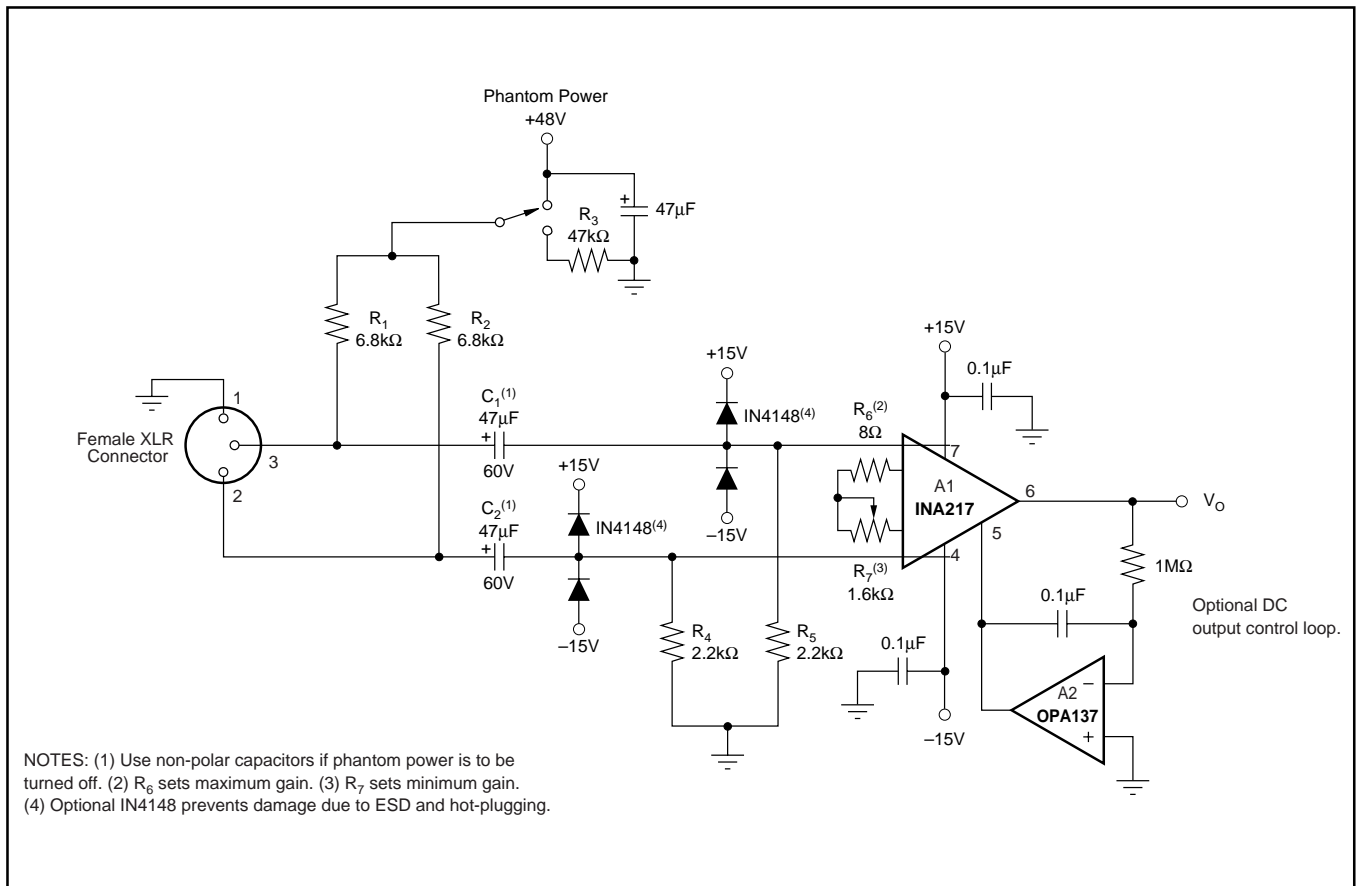 Phantom Power
+48V
+
47µF
R3
47kΩ
R1
6.8kΩ
R2
6.8kΩ
+15V
+15V
0.1µF
1
C1(1)
47µF
+
60V
IN4148(4)
R6(2)
8Ω
Female XLR
Connector
3
7
2
+15V
A1
INA217
6
VO
C2(1)
47µF
+
60V
IN4148(4)
–15V
5
4
R7(3)
1.6kΩ
1MΩ
–15V
0.1µF
Optional DC
output control loop.
R4
2.2kΩ
R5
2.2kΩ
0.1µF
–
A2
OPA137
+
–15V
NOTES: (1) Use non-polar capacitors if phantom power is to be
turned off. (2) R6 sets maximum gain. (3) R7 sets minimum gain.
(4) Optional IN4148 prevents damage due to ESD and hot-plugging.